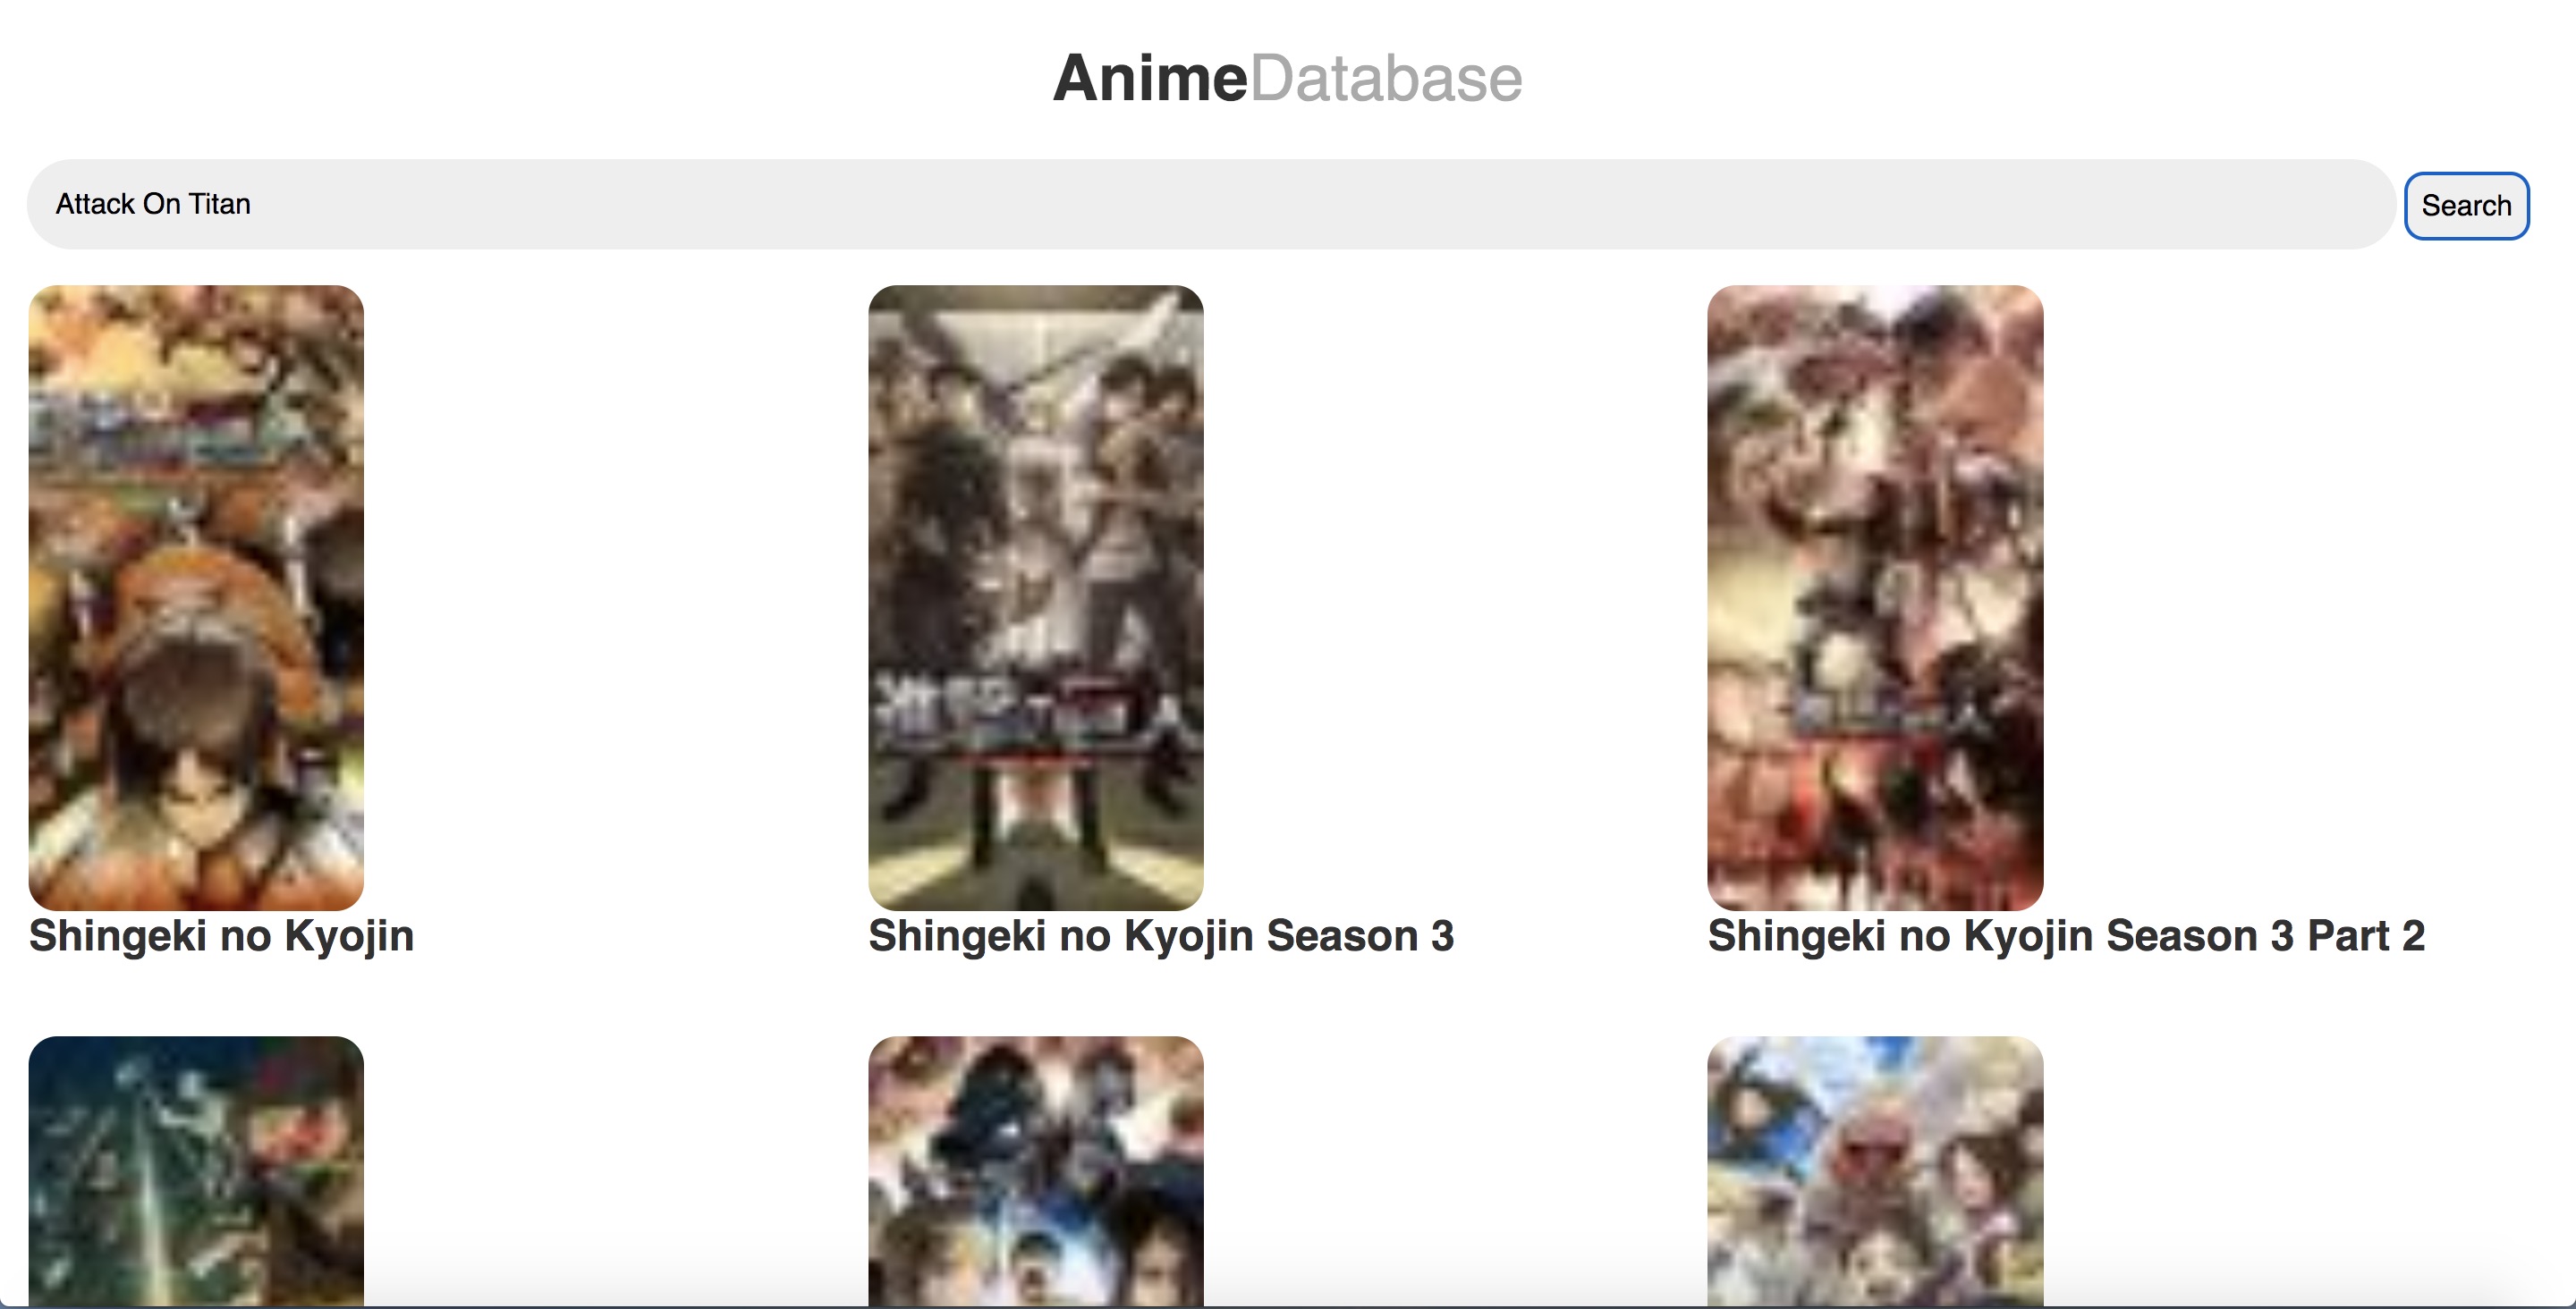 AnimeDatabase
Attack On Titan
Search
Shingeki no Kyojin
Shingeki no Kyojin Season 3
Shingeki no Kyojin Season 3 Part 2